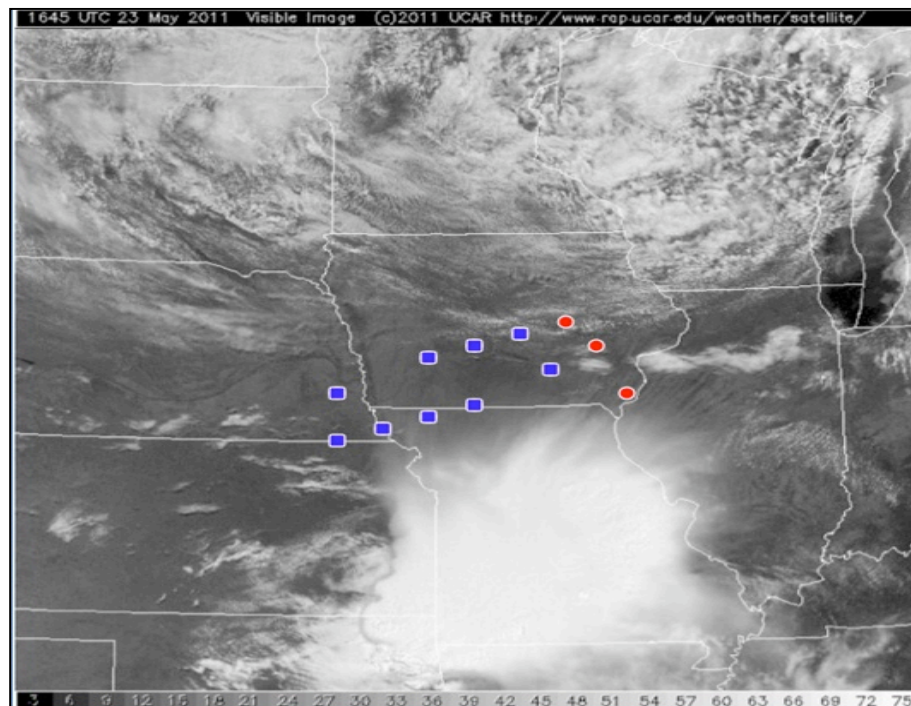 1645 UTC 23 May 2011 Visible Image (c)2011 UCAR http://www.rap.ucar.edu/weather/satellite/
3 6 9 12 15 18 21 24 27 30 33 36 39 42 45 48 51 54 57 60 63 66 69 72 75